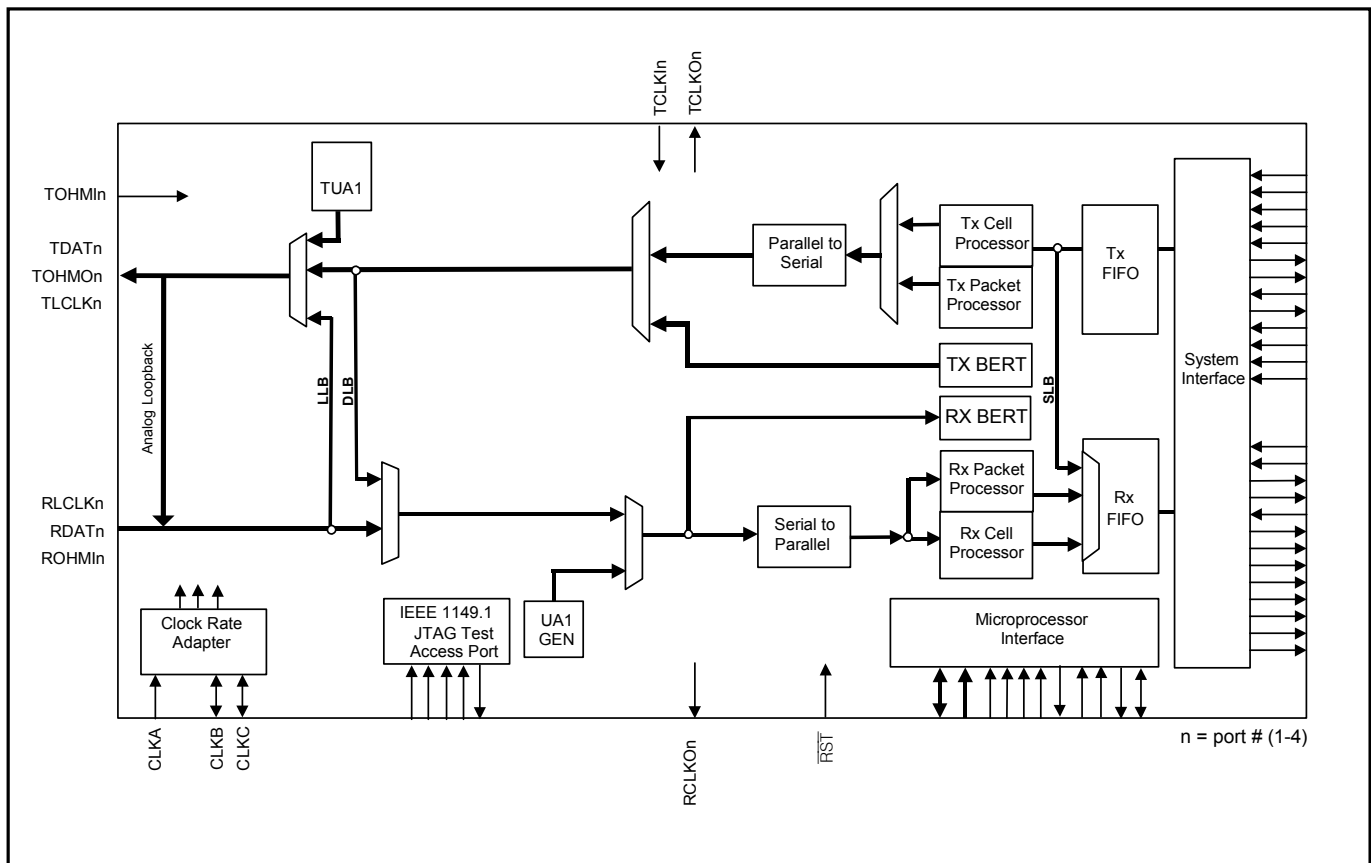 TCLKIn
TCLKOn
TOHMIn
TUA1
TDATn
TOHMOn
TLCLKn
Parallel to
Serial
Tx Cell
Processor
Tx Packet
Processor
Tx
FIFO
System
Interface
TX BERT
RX BERT
Analog Loopback
LLB
DLB
SLB
RLCLKn
RDATn
ROHMIn
Serial to
Parallel
Rx Packet
Processor
Rx Cell
Processor
Rx
FIFO
Clock Rate
Adapter
IEEE 1149.1
JTAG Test
Access Port
UA1
GEN
Microprocessor
Interface
CLKA
CLKB
CLKC
RCLKOn
RST
n = port # (1-4)